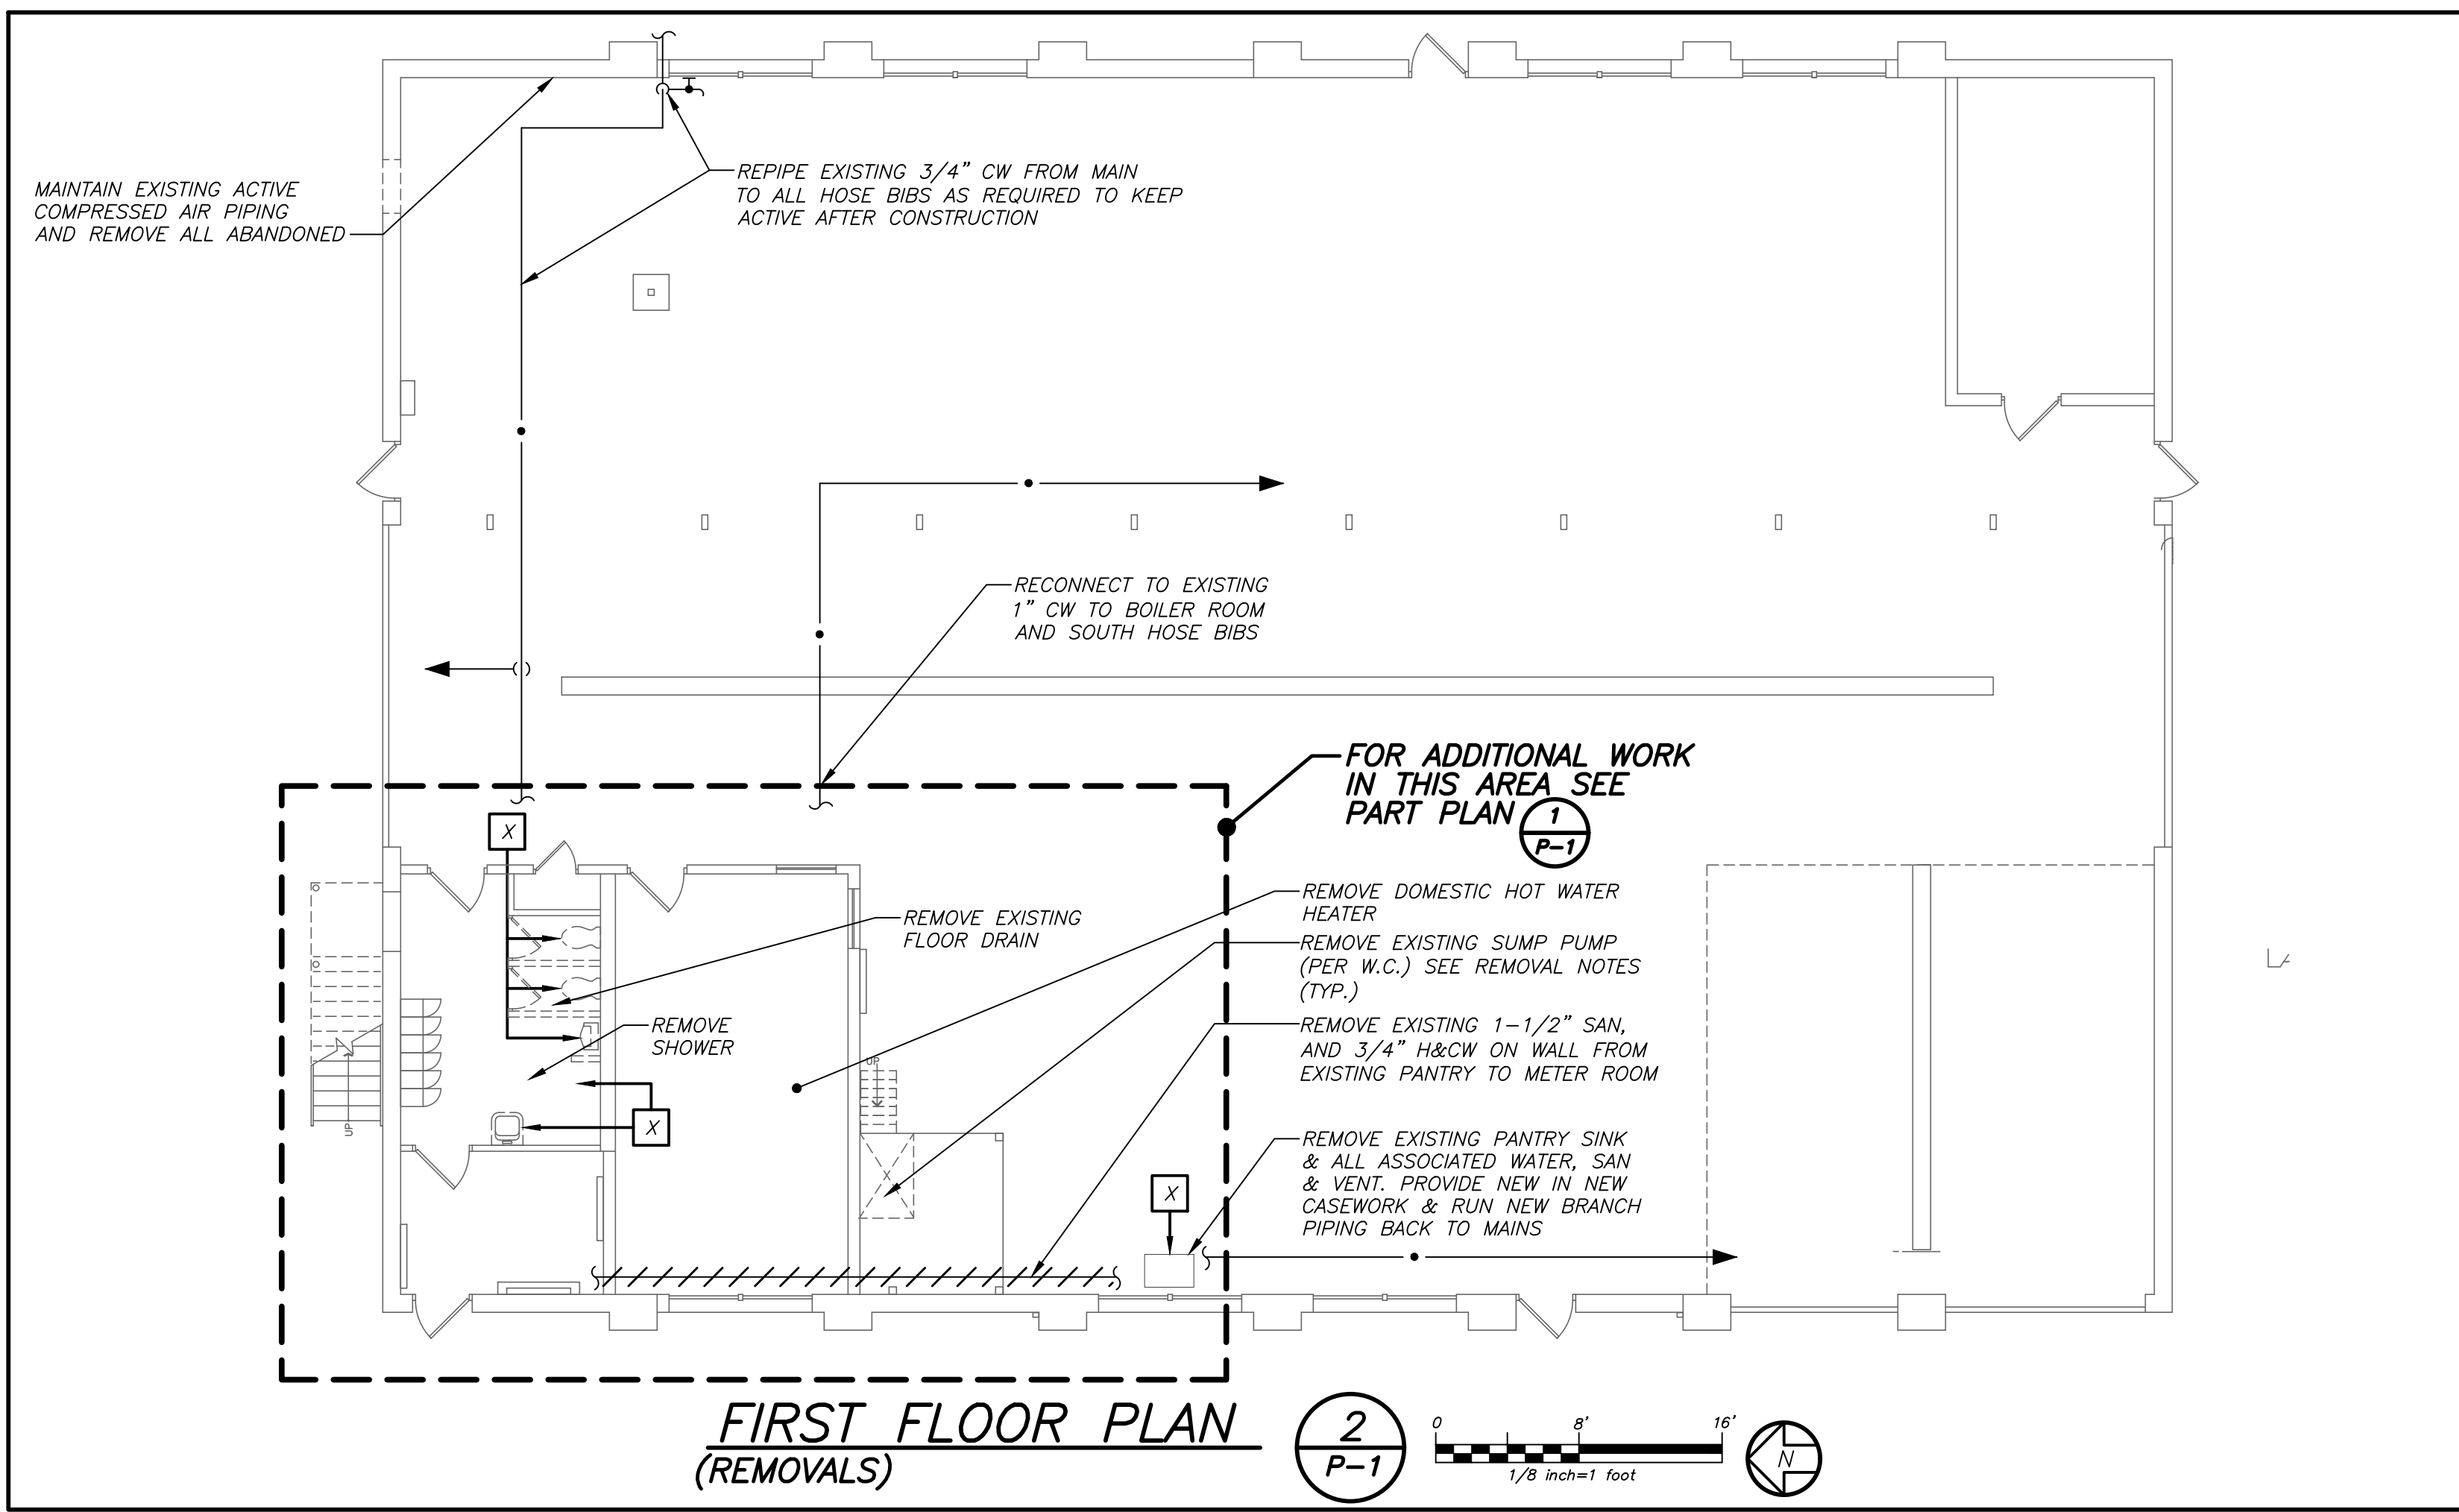 MAINTAIN EXISTING ACTIVE
COMPRESSED AIR PIPING
AND REMOVE ALL ABANDONED
REPIPE EXISTING 3/4" CW FROM MAIN
TO ALL HOSE BIBS AS REQUIRED TO KEEP
ACTIVE AFTER CONSTRUCTION
RECONNECT TO EXISTING
1" CW TO BOILER ROOM
AND SOUTH HOSE BIBS
FOR ADDITIONAL WORK
IN THIS AREA SEE
PART PLAN
1
P-1
X
REMOVE EXISTING
FLOOR DRAIN
REMOVE
SHOWER
UP
UP
X
X
REMOVE DOMESTIC HOT WATER
HEATER
REMOVE EXISTING SUMP PUMP
(PER W.C.) SEE REMOVAL NOTES
(TYP.)
REMOVE EXISTING 1-1/2" SAN,
AND 3/4" H&CW ON WALL FROM
EXISTING PANTRY TO METER ROOM
REMOVE EXISTING PANTRY SINK
& ALL ASSOCIATED WATER, SAN
& VENT. PROVIDE NEW IN NEW
CASEWORK & RUN NEW BRANCH
PIPING BACK TO MAINS
FIRST FLOOR PLAN
(REMOVALS)
2
P-1
0 8' 16'
1/8 inch=1 foot
N